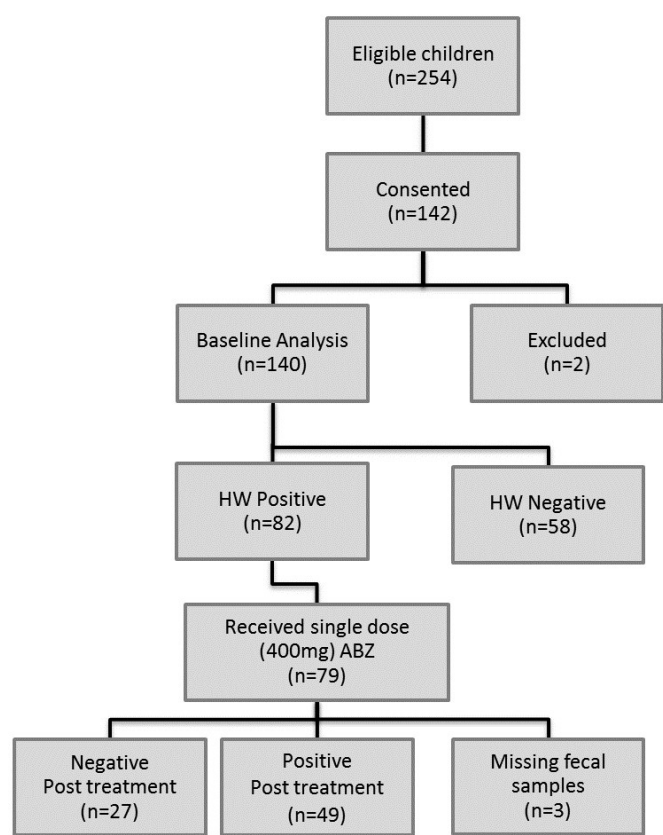 Eligible children
(n=254)
Consented
(n=142)
Baseline Analysis
(n=140)
Excluded
(n=2)
HW Positive
(n=82)
HW Negative
(n=58)
Received single dose
(400mg) ABZ
(n=79)
Negative
Post treatment
(n=27)
Positive
Post treatment
(n=49)
Missing fecal
samples
(n=3)